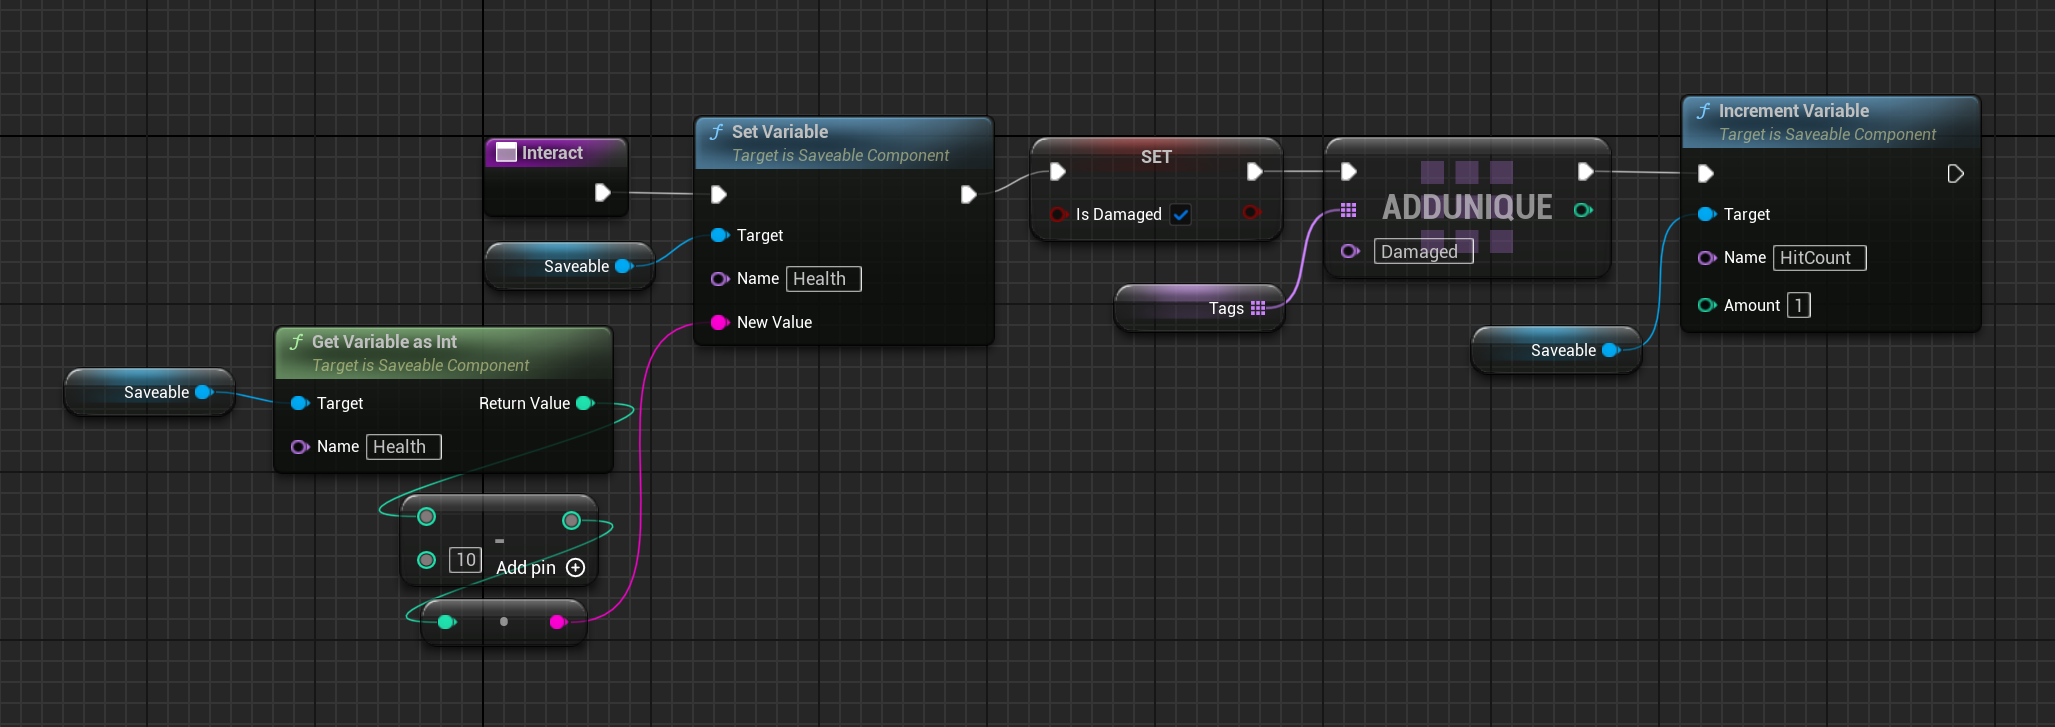 Interact
Saveable
Set Variable
Target is Saveable Component
Target
Name Health
New Value
SET
Is Damaged
ADDUNIQUE
Damaged
Tags
Increment Variable
Target is Saveable Component
Target
Name HitCount
Amount 1
Saveable
Saveable
Get Variable as Int
Target is Saveable Component
Target Return Value
Name Health
-
10
Add pin